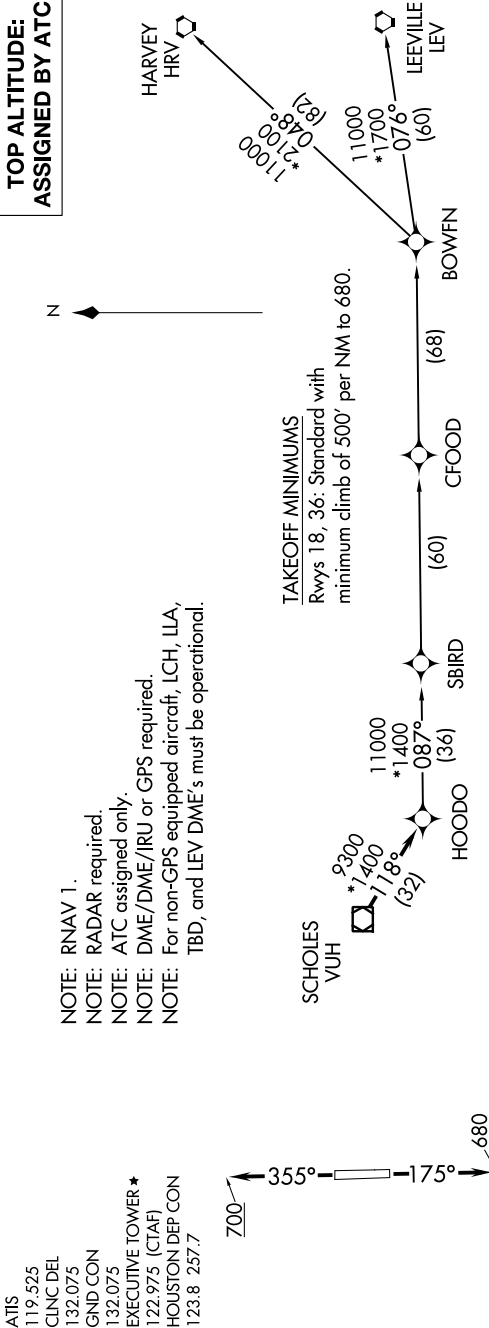 TOP ALTITUDE:
ASSIGNED BY ATC
ATIS
119.525
CLNC DEL
132.075
GND CON
132.075
EXECUTIVE TOWER★
122.975 (CTAF)
HOUSTON DEP CON
123.8 257.7
NOTE: RNAV 1.
NOTE: RADAR required.
NOTE: ATC assigned only.
NOTE: DME/DME/IRU or GPS required.
NOTE: For non-GPS equipped aircraft, LCH, LLA,
TBD, and LEV DME's must be operational.
N
TAKEOFF MINIMUMS
Rwys 18, 36: Standard with
minimum climb of 500' per NM to 680.
700
355°
175°
680
SCHOLES
VUH
9300
*1400
118°
(32)
HOODO
11000
*1400
087°
(36)
SBIRD
(60)
CFOOD
(68)
BOWFN
11000
*2100
048°
(82)
HARVEY
HRV
11000
*1700
076°
(60)
LEEVILLE
LEV